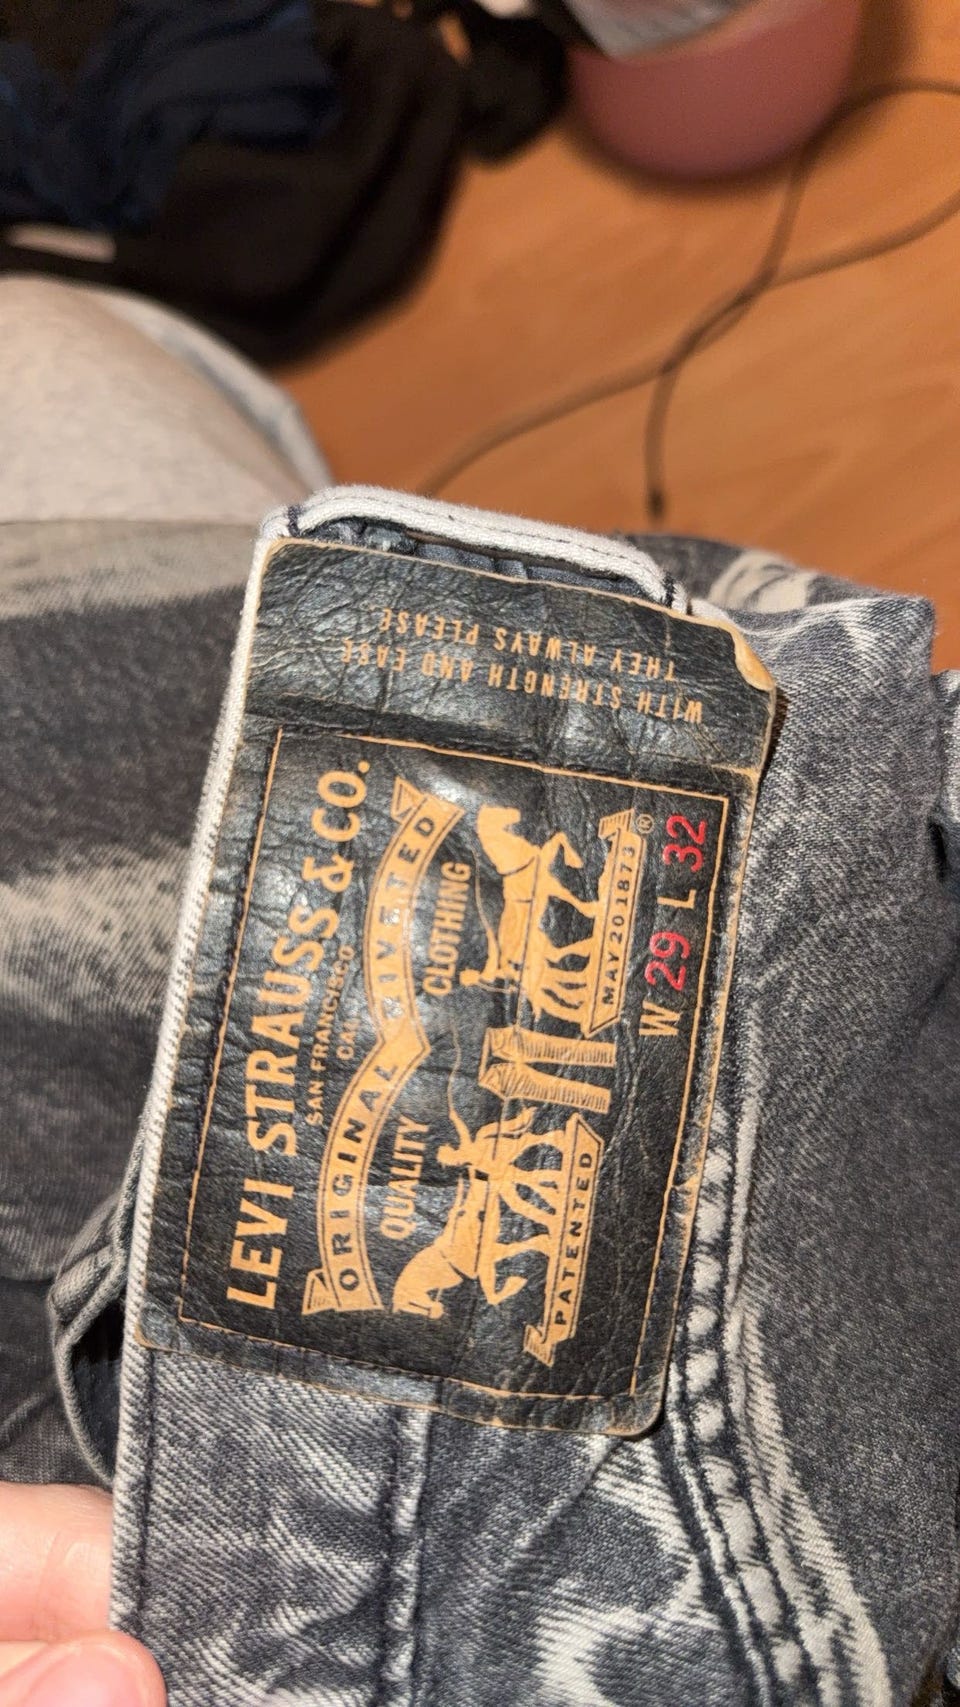 WITH STRENGTH AND EASE
THEY ALWAYS PLEASE
LEVI STRAUSS & CO.
SAN FRANCISCO
CAL.
ORIGINAL RIVETED
QUALITY CLOTHING
PATENTED MAY 20 1873 ®
W 29 L 32